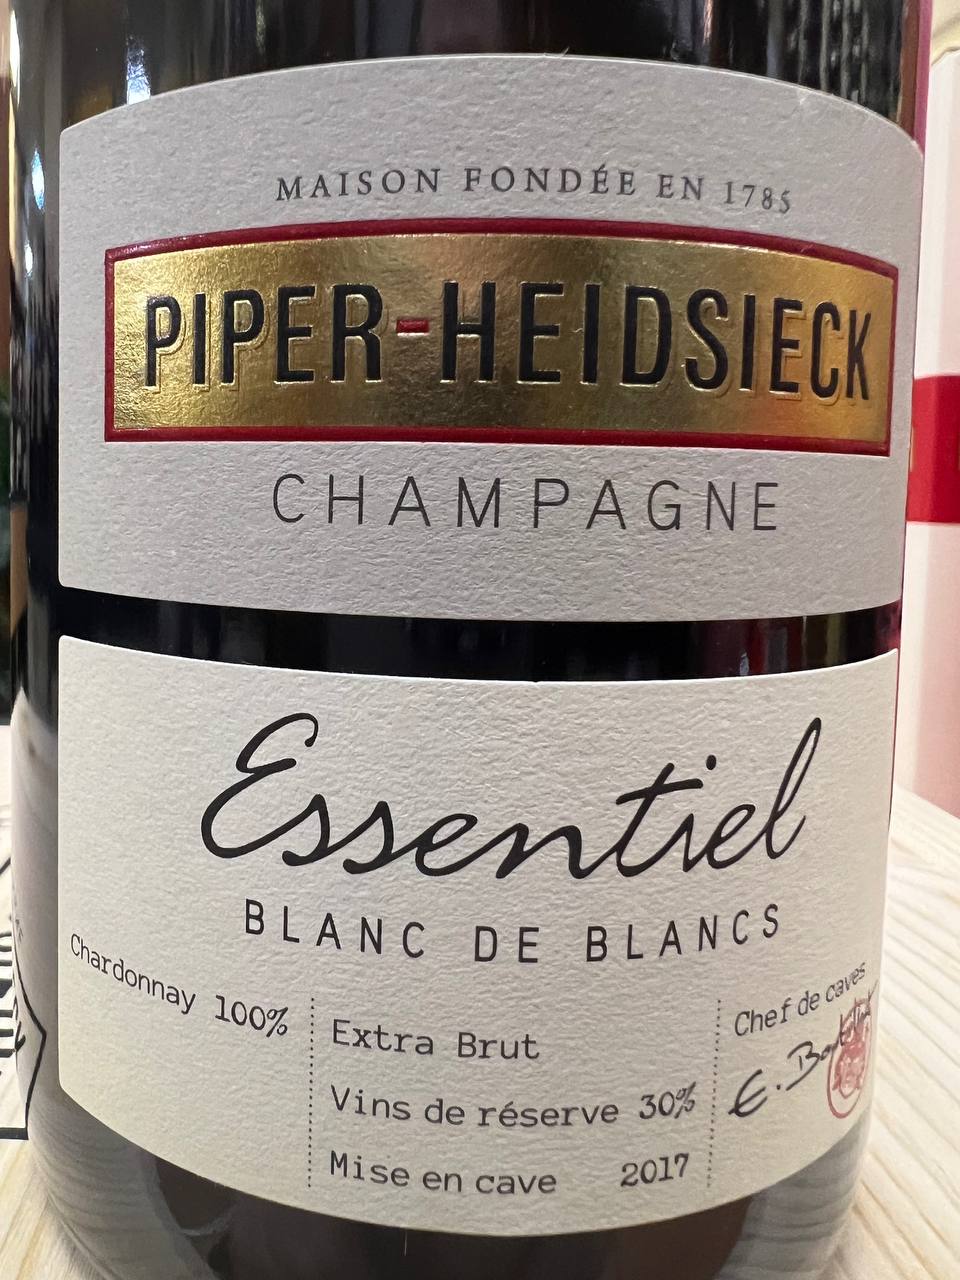 MAISON FONDÉE EN 1785
PIPER-HEIDSIECK
CHAMPAGNE
Essentiel
BLANC DE BLANCS
Chardonnay 100%
Extra Brut
Vins de réserve 30%
Mise en cave 2017
Chef de caves
E.